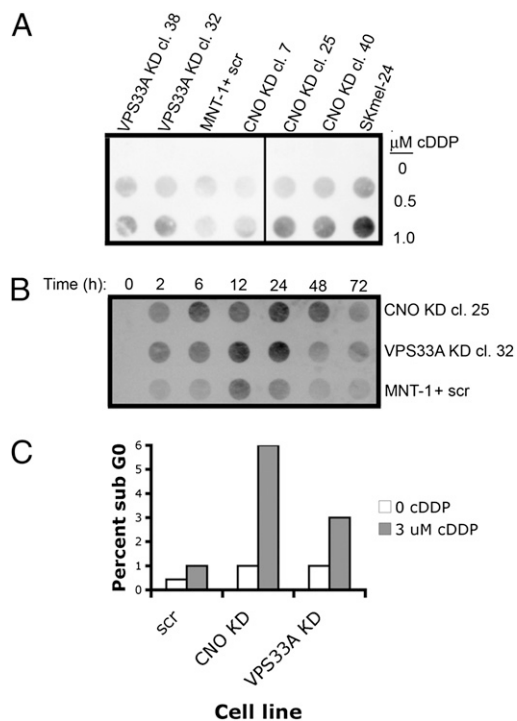 A
VPS33A KD cl. 38
VPS33A KD cl. 32
MNT-1+ scr
CNO KD cl. 7
CNO KD cl. 25
CNO KD cl. 40
SKmel-24
μM cDDP
0
0.5
1.0
B
Time (h): 0 2 6 12 24 48 72
CNO KD cl. 25
VPS33A KD cl. 32
MNT-1+ scr
C
Percent sub G0
6
5
4
3
2
1
0
0 cDDP
3 uM cDDP
scr
CNO KD
VPS33A KD
Cell line